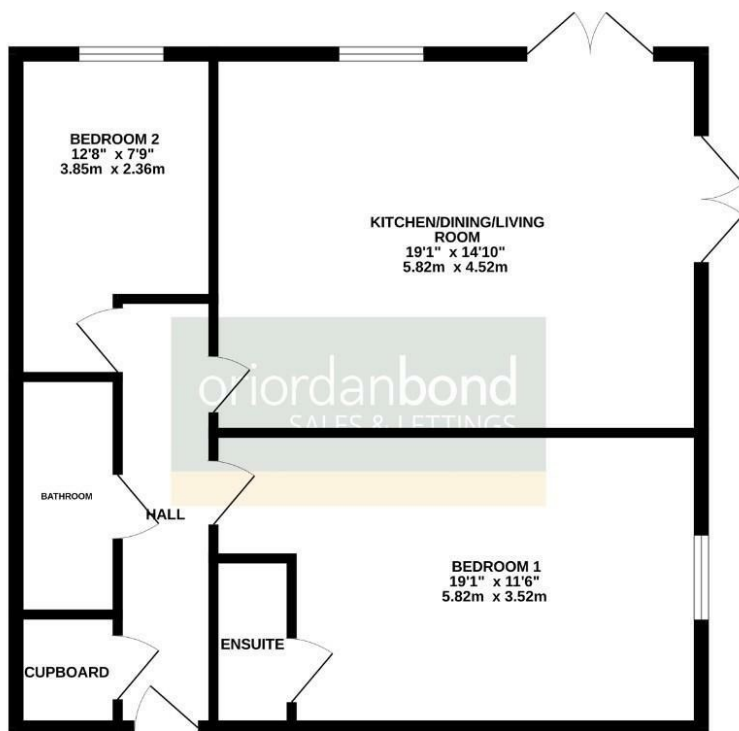 BEDROOM 2
12'8" x 7'9"
3.85m x 2.36m
KITCHEN/DINING/LIVING
ROOM
19'1" x 14'10"
5.82m x 4.52m
oriordanbond
SALES & LETTINGS
BATHROOM
HALL
BEDROOM 1
19'1" x 11'6"
5.82m x 3.52m
ENSUITE
CUPBOARD